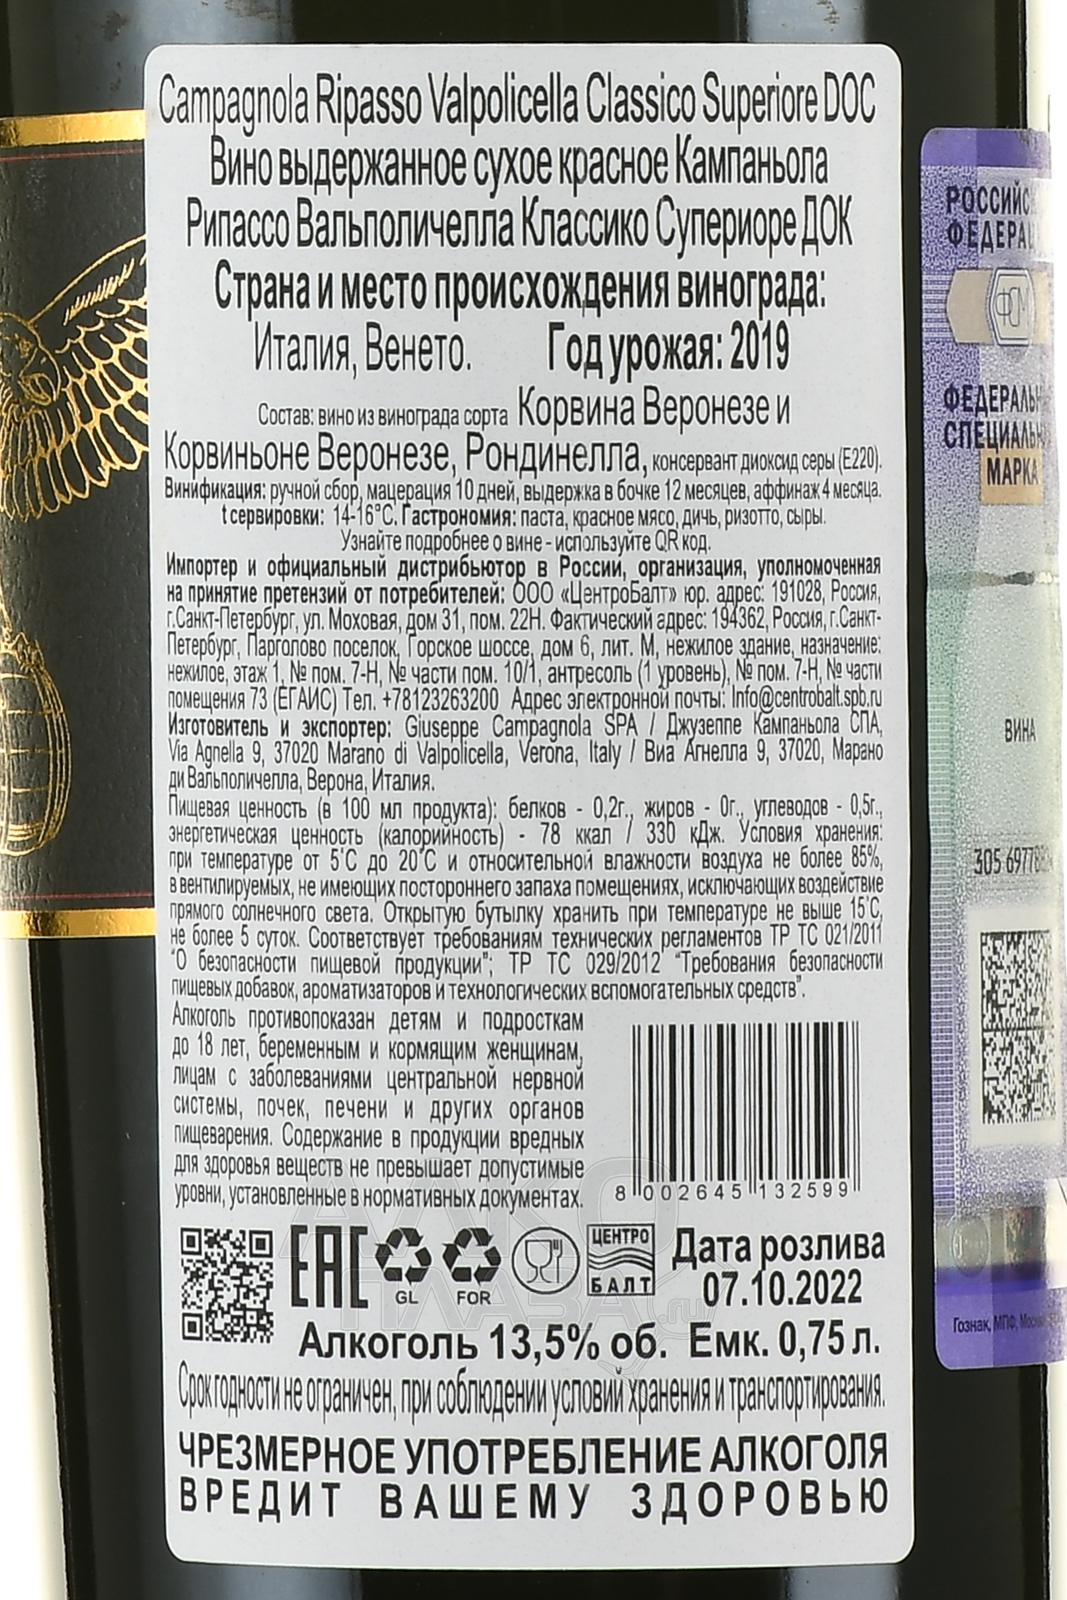 Campagnola Ripasso Valpolicella Classico Superiore DOC
Вино выдержанное сухое красное Кампаньола
Рипассо Вальполичелла Классико Супериоре ДОК
Страна и место происхождения винограда:
Италия, Венето. Год урожая: 2019
Состав: вино из винограда сорта Корвина Веронезе и
Корвиньоне Веронезе, Рондинелла, консервант диоксид серы (Е220).
Винификация: ручной сбор, мацерация 10 дней, выдержка в бочке 12 месяцев, аффинаж 4 месяца.
t сервировки: 14-16°С. Гастрономия: паста, красное мясо, дичь, ризотто, сыры.
Узнайте подробнее о вине - используйте QR код.
Импортер и официальный дистрибьютор в России, организация, уполномоченная
на принятие претензий от потребителей: ООО «ЦентроБалт» юр. адрес: 191028, Россия,
г.Санкт-Петербург, ул. Моховая, дом 31, пом. 22Н. Фактический адрес: 194362, Россия, г.Санкт-
Петербург, Парголово поселок, Горское шоссе, дом 6, лит. М, нежилое здание, назначение:
нежилое, этаж 1, № пом. 7-Н, № части пом. 10/1, антресоль (1 уровень), № пом. 7-Н, № части
помещения 73 (ЕГАИС) Тел. +78123263200 Адрес электронной почты: Info@centrobalt.spb.ru
Изготовитель и экспортер: Giuseppe Campagnola SPA / Джузеппе Кампаньола СПА,
Via Agnella 9, 37020 Marano di Valpolicella, Verona, Italy / Виа Агнелла 9, 37020, Марано
ди Вальполичелла, Верона, Италия.
Пищевая ценность (в 100 мл продукта): белков - 0,2г., жиров - 0г., углеводов - 0,5г.,
энергетическая ценность (калорийность) - 78 ккал / 330 кДж. Условия хранения:
при температуре от 5°С до 20°С и относительной влажности воздуха не более 85%,
в вентилируемых, не имеющих постороннего запаха помещениях, исключающих воздействие
прямого солнечного света. Открытую бутылку хранить при температуре не выше 15°С,
не более 5 суток. Соответствует требованиям технических регламентов ТР ТС 021/2011
"О безопасности пищевой продукции"; ТР ТС 029/2012 "Требования безопасности
пищевых добавок, ароматизаторов и технологических вспомогательных средств".
Алкоголь противопоказан детям и подросткам
до 18 лет, беременным и кормящим женщинам,
лицам с заболеваниями центральной нервной
системы, почек, печени и других органов
пищеварения. Содержание в продукции вредных
для здоровья веществ не превышает допустимые
уровни, установленные в нормативных документах.
8 002645 132599
EAC
GL
FOR
ЦЕНТРО
БАЛТ
Дата розлива
07.10.2022
Алкоголь 13,5% об. Емк. 0,75 л.
Срок годности не ограничен, при соблюдении условий хранения и транспортирования.
ЧРЕЗМЕРНОЕ УПОТРЕБЛЕНИЕ АЛКОГОЛЯ
ВРЕДИТ ВАШЕМУ ЗДОРОВЬЮ
РОССИЙС
ФЕДЕРАЦ
ФСМ
ФЕДЕРАЛЬН
СПЕЦИАЛЬН
МАРКА
ВИНА
305
Гознак, МПФ,